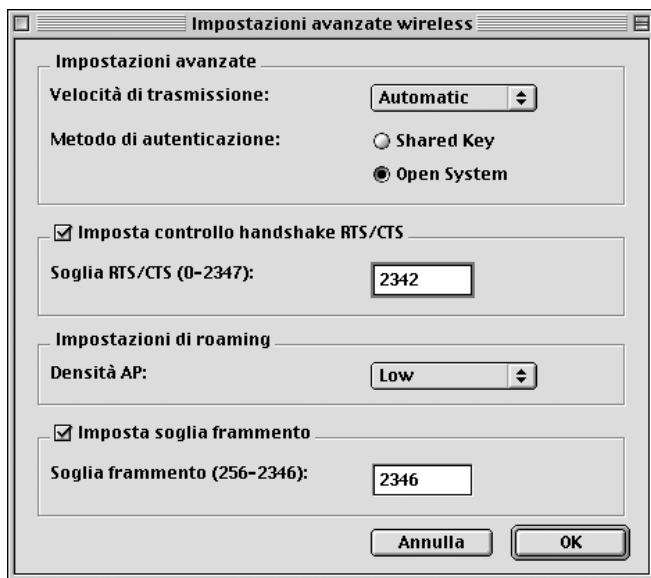 Impostazioni avanzate wireless
Impostazioni avanzate
Velocità di trasmissione: Automatic
Metodo di autenticazione: Shared Key
Open System
Imposta controllo handshake RTS/CTS
Soglia RTS/CTS (0-2347): 2342
Impostazioni di roaming
Densità AP: Low
Imposta soglia frammento
Soglia frammento (256-2346): 2346
Annulla OK